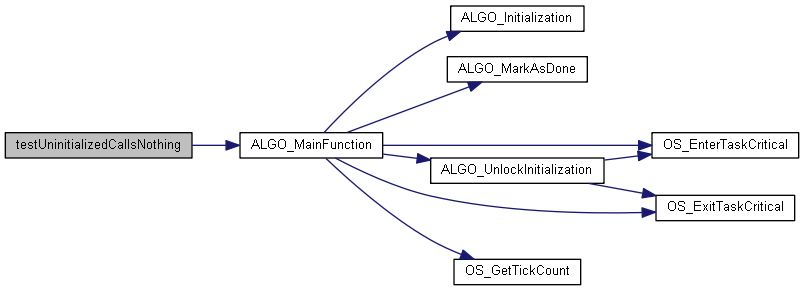 ALGO_Initialization
ALGO_MarkAsDone
testUninitializedCallsNothing
ALGO_MainFunction
OS_EnterTaskCritical
ALGO_UnlockInitialization
OS_ExitTaskCritical
OS_GetTickCount